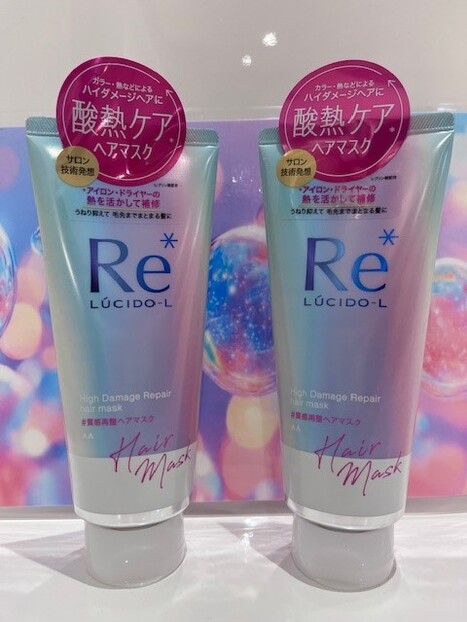 カラー・熱などによる
ハイダメージヘアに
酸熱ケア*
ヘアマスク
サロン
技術発想
・アイロン・ドライヤーの
熱を活かして補修
うねり抑えて 毛先までまとまる髪に
Re*
LÚCIDO-L
High Damage Repair
hair mask
#質感再整ヘアマスク
Hair
Mask
カラー・熱などによる
ハイダメージヘアに
酸熱ケア*
ヘアマスク
サロン
技術発想
・アイロン・ドライヤーの
熱を活かして補修
うねり抑えて 毛先までまとまる髪に
Re*
LÚCIDO-L
High Damage Repair
hair mask
#質感再整ヘアマスク
Hair
Mask